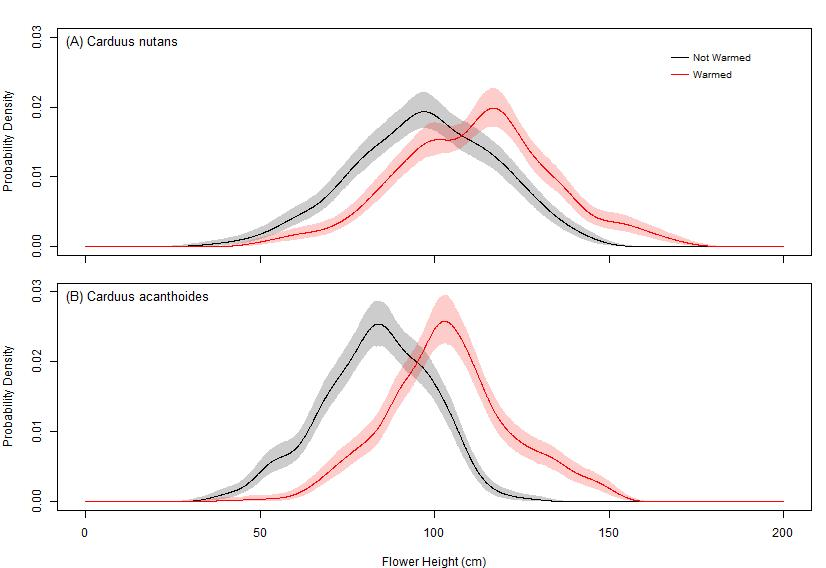 (A) Carduus nutans
Not Warmed
Warmed
Probability Density
0.00
0.01
0.02
0.03
(B) Carduus acanthoides
Probability Density
0.00
0.01
0.02
0.03
0 50 100 150 200
Flower Height (cm)